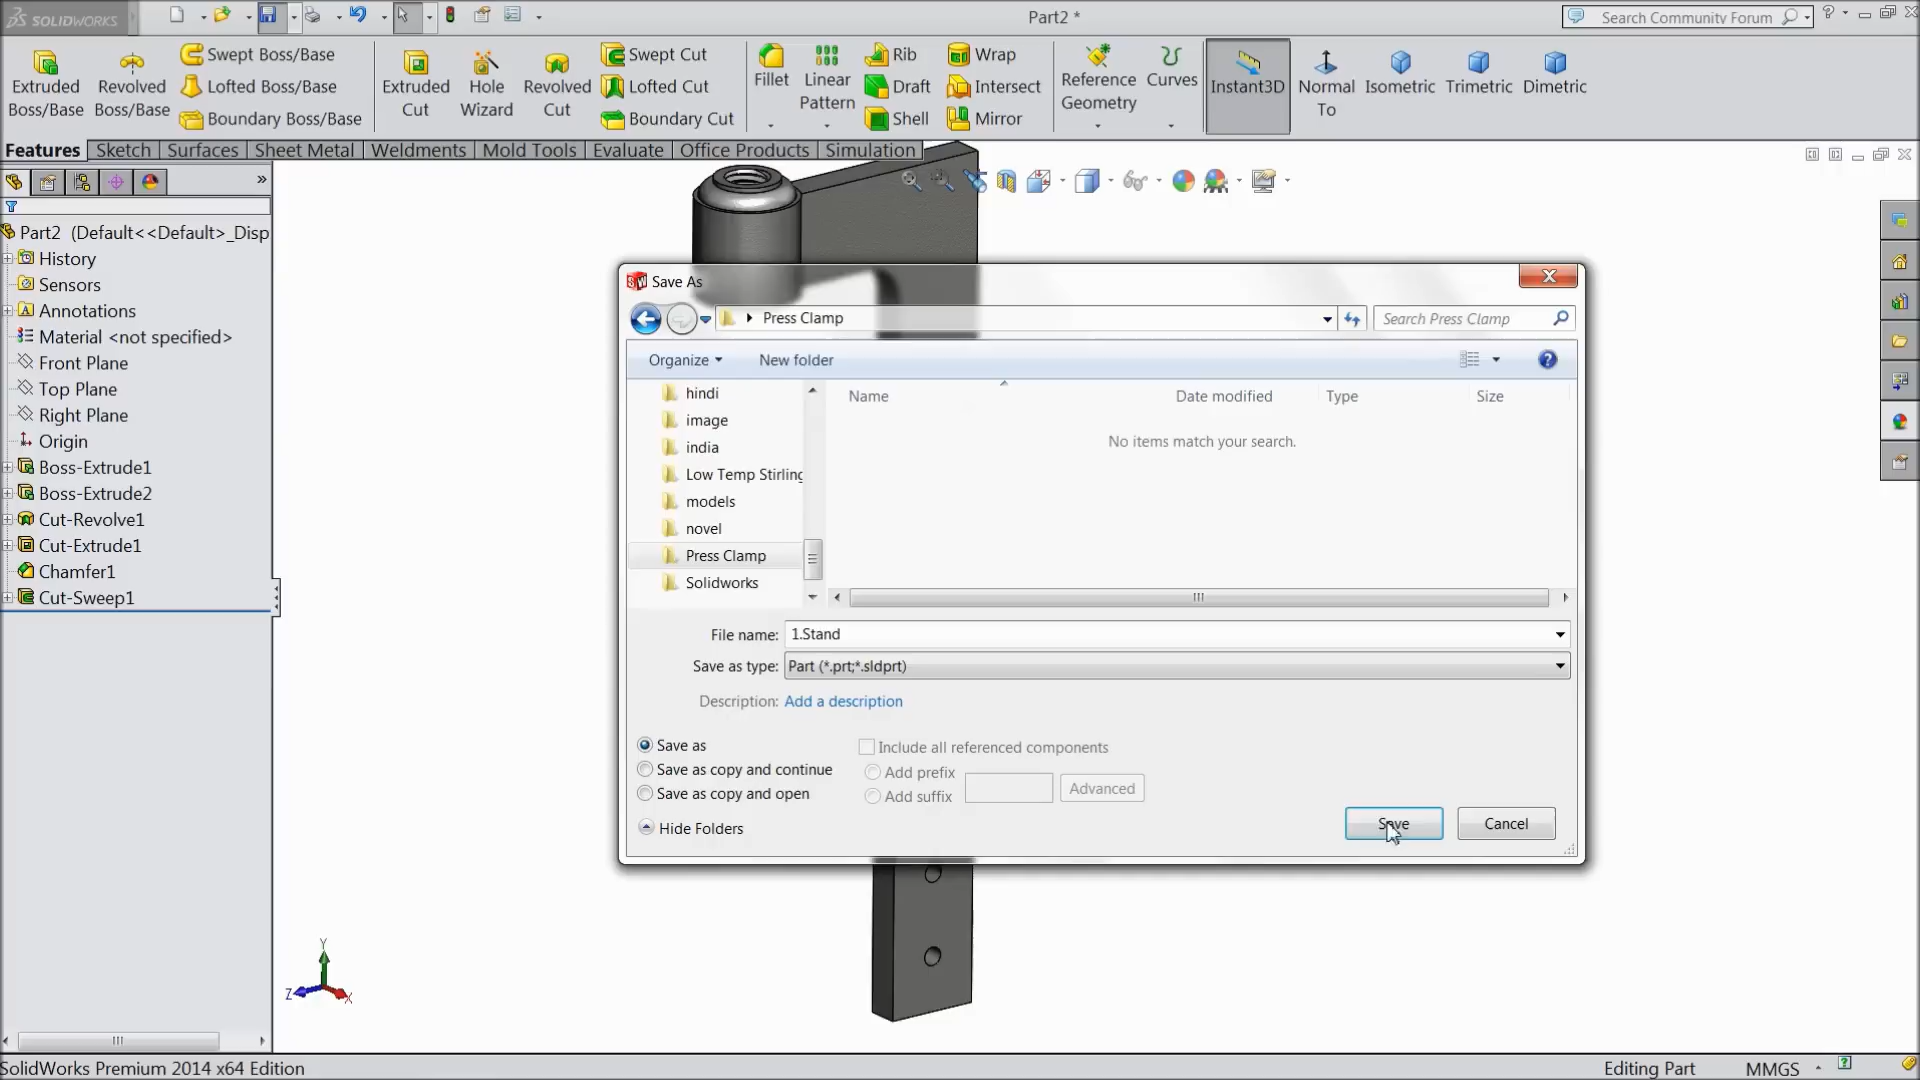 SOLIDWORKS
Part2 *
Search Community Forum
Extruded Boss/Base
Revolved Boss/Base
Swept Boss/Base
Lofted Boss/Base
Boundary Boss/Base
Extruded Cut
Hole Wizard
Revolved Cut
Swept Cut
Lofted Cut
Boundary Cut
Fillet
Linear Pattern
Rib
Draft
Shell
Wrap
Intersect
Mirror
Reference Geometry
Curves
Instant3D
Normal To
Isometric
Trimetric
Dimetric
Features
Sketch
Surfaces
Sheet Metal
Weldments
Mold Tools
Evaluate
Office Products
Simulation
Part2 (Default<<Default>_Disp
History
Sensors
Annotations
Material <not specified>
Front Plane
Top Plane
Right Plane
Origin
Boss-Extrude1
Boss-Extrude2
Cut-Revolve1
Cut-Extrude1
Chamfer1
Cut-Sweep1
Save As
Press Clamp
Search Press Clamp
Organize
New folder
hindi
image
india
Low Temp Stirling
models
novel
Press Clamp
Solidworks
Name
Date modified
Type
Size
No items match your search.
File name: 1.Stand
Save as type: Part (*.prt;*.sldprt)
Description: Add a description
Save as
Save as copy and continue
Save as copy and open
Include all referenced components
Add prefix
Add suffix
Advanced
Hide Folders
Save
Cancel
Y
Z
X
SolidWorks Premium 2014 x64 Edition
Editing Part
MMGS